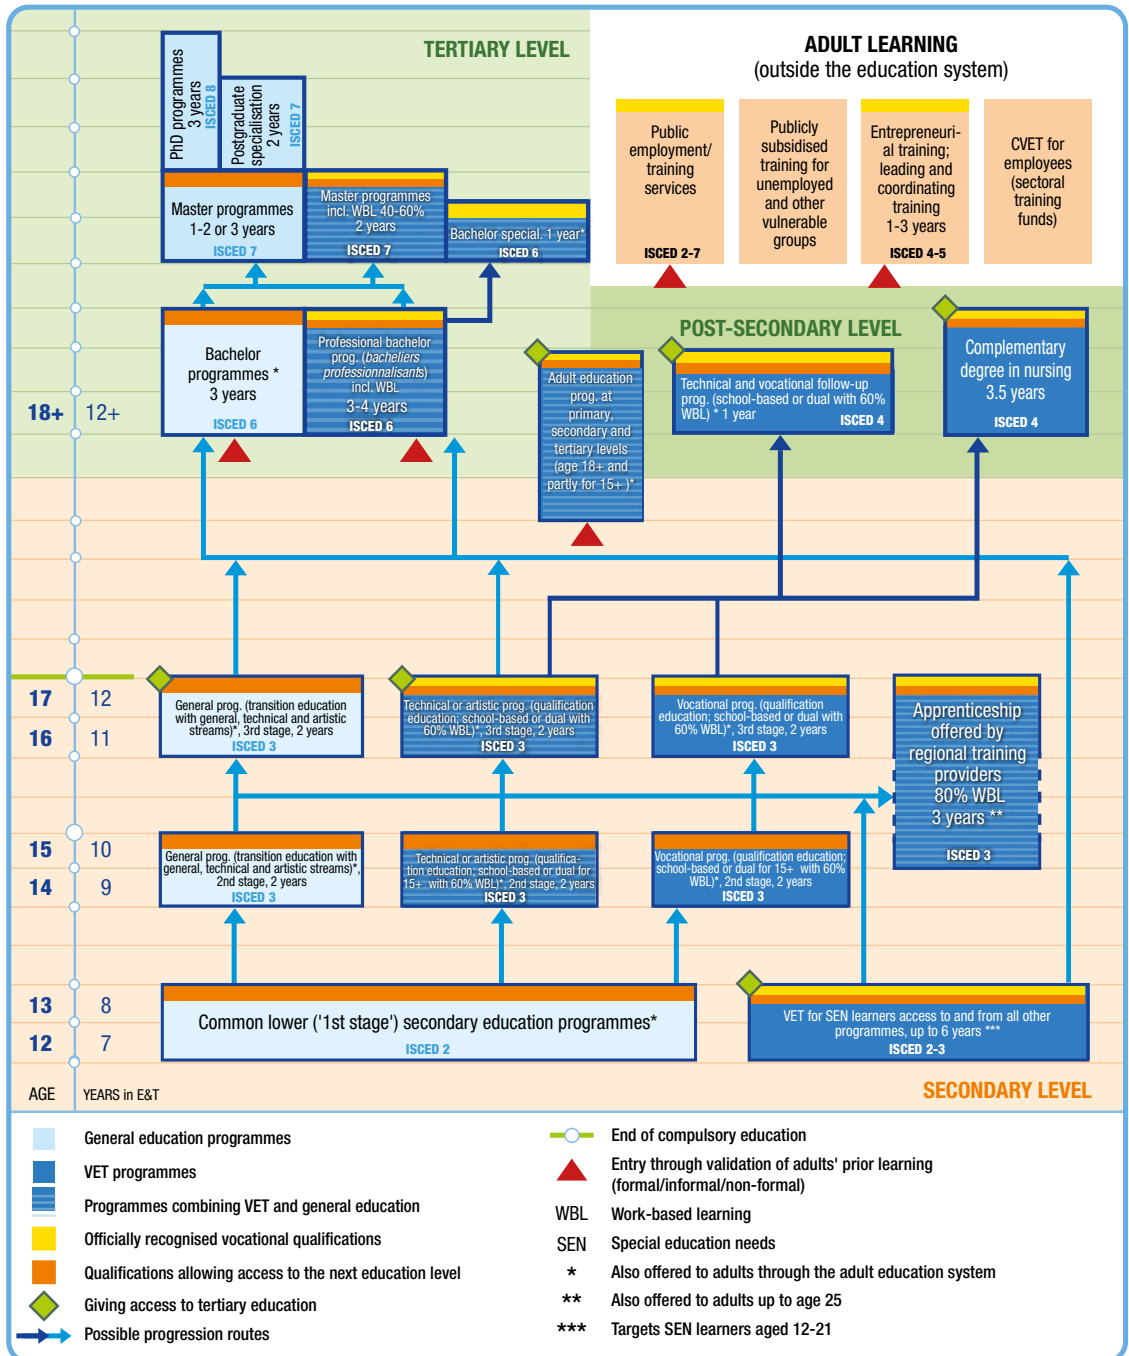 TERTIARY LEVEL
ADULT LEARNING
(outside the education system)
PhD programmes
3 years
ISCED 8
Postgraduate
specialisation
2 years
ISCED 7
Public
employment/
training
services
ISCED 2-7
Publicly
subsidised
training for
unemployed
and other
vulnerable
groups
Entrepreneuri-
al training;
leading and
coordinating
training
1-3 years
ISCED 4-5
CVET for
employees
(sectoral
training
funds)
Master programmes
1-2 or 3 years
ISCED 7
Master programmes
incl. WBL 40-60%
2 years
ISCED 7
Bachelor special. 1 year*
ISCED 6
POST-SECONDARY LEVEL
18+ 12+
Bachelor
programmes *
3 years
ISCED 6
Professional bachelor
prog. (bacheliers
professionnalisants)
incl. WBL
3-4 years
ISCED 6
Adult education
prog. at
primary,
secondary and
tertiary levels
(age 18+ and
partly for 15+ )*
Technical and vocational follow-up
prog. (school-based or dual with 60%
WBL) * 1 year
ISCED 4
Complementary
degree in nursing
3.5 years
ISCED 4
17 12
16 11
General prog. (transition education
with general, technical and artistic
streams)*, 3rd stage, 2 years
ISCED 3
Technical or artistic prog. (qualification
education; school-based or dual with
60% WBL)*, 3rd stage, 2 years
ISCED 3
Vocational prog. (qualification
education; school-based or dual with
60% WBL)*, 3rd stage, 2 years
ISCED 3
Apprenticeship
offered by
regional training
providers
80% WBL
3 years **
ISCED 3
15 10
14 9
General prog. (transition education with
general, technical and artistic streams)*,
2nd stage, 2 years
ISCED 3
Technical or artistic prog. (qualifica-
tion education; school-based or dual for
15+ with 60% WBL)*, 2nd stage, 2 years
ISCED 3
Vocational prog. (qualification education;
school-based or dual for 15+ with 60%
WBL)*, 2nd stage, 2 years
ISCED 3
13 8
12 7
Common lower ('1st stage') secondary education programmes*
ISCED 2
VET for SEN learners access to and from all other
programmes, up to 6 years ***
ISCED 2-3
AGE YEARS in E&T
SECONDARY LEVEL
General education programmes
VET programmes
Programmes combining VET and general education
Officially recognised vocational qualifications
Qualifications allowing access to the next education level
Giving access to tertiary education
Possible progression routes
End of compulsory education
Entry through validation of adults' prior learning
(formal/informal/non-formal)
WBL Work-based learning
SEN Special education needs
* Also offered to adults through the adult education system
** Also offered to adults up to age 25
*** Targets SEN learners aged 12-21